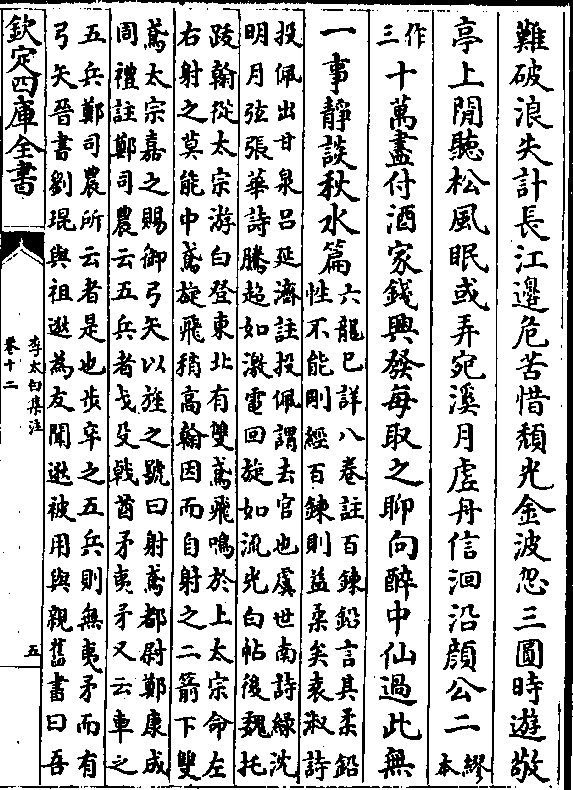 難破浪失計長江邊危苦惜頹光金波忽三圓時遊敬
亭上閒聽松風眠或弄宛溪月虛舟信洄沿顏公二繆本
作三十萬盡付酒家錢興發每取之聊向醉中仙過此無
一事靜談秋水篇六龍已詳八卷註百鍊鉛言其柔鉛
性不能剛經百鍊則益柔矣袁淑詩
投佩出甘泉呂延濟註投佩謂去官也虞世南詩綠沈
明月弦張華詩騰超如激電回旋如流光白帖後魏托
跋翰從太宗游白登東北有雙鳶飛鳴於上太宗命左
右射之莫能中鳶旋飛稍高翰因而自射之二箭下雙
鳶太宗嘉之賜御弓矢以旌之號曰射鳶都尉鄭康成
周禮註鄭司農云五兵者戈殳戟酋矛夷矛又云車之
五兵鄭司農所云者是也步卒之五兵則無夷矛而有
弓矢晉書劉琨與祖逖為友聞逖被用與親舊書曰吾
欽定四庫全書
李太白集注
卷十二
五